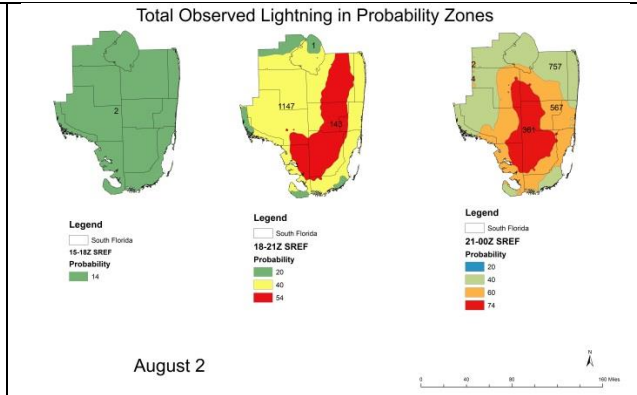 Total Observed Lightning in Probability Zones
2
1
1147
143
2
4
757
567
361
Legend
South Florida
15-18Z SREF
Probability
14
Legend
South Florida
18-21Z SREF
Probability
20
40
54
Legend
South Florida
21-00Z SREF
Probability
20
40
60
74
August 2
N
0 40 80 160 Miles